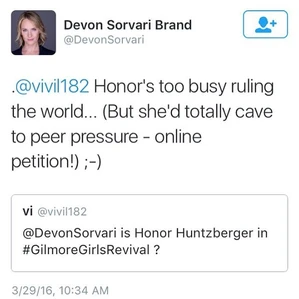 Devon Sorvari Brand
@DevonSorvari
.@vivil182 Honor's too busy ruling
the world... (But she'd totally cave
to peer pressure - online
petition!) ;-)
vi @vivil182
@DevonSorvari is Honor Huntzberger in
#GilmoreGirlsRevival ?
3/29/16, 10:34 AM